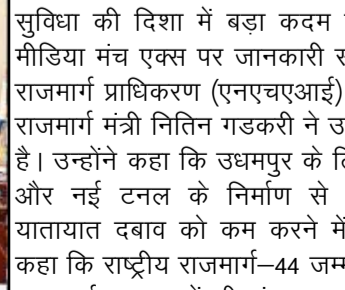 सुविधा की दिशा में बड़ा कदम
मीडिया मंच एक्स पर जानकारी
राजमार्ग प्राधिकरण (एनएचएआई)
राजमार्ग मंत्री नितिन गडकरी ने
है। उन्होंने कहा कि उधमपुर के
और नई टनल के निर्माण से
यातायात दबाव को कम करने में
कहा कि राष्ट्रीय राजमार्ग–44